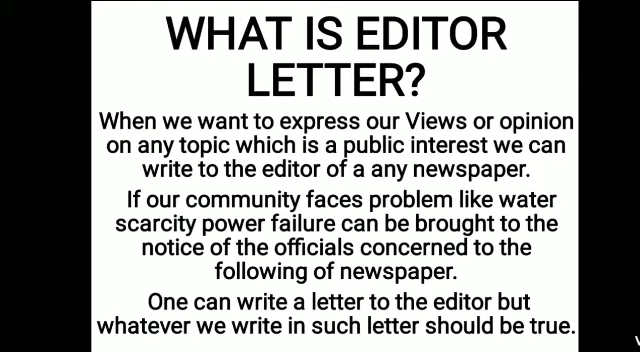 WHAT IS EDITOR
LETTER?
When we want to express our Views or opinion
on any topic which is a public interest we can
write to the editor of a any newspaper.
If our community faces problem like water
scarcity power failure can be brought to the
notice of the officials concerned to the
following of newspaper.
One can write a letter to the editor but
whatever we write in such letter should be true.